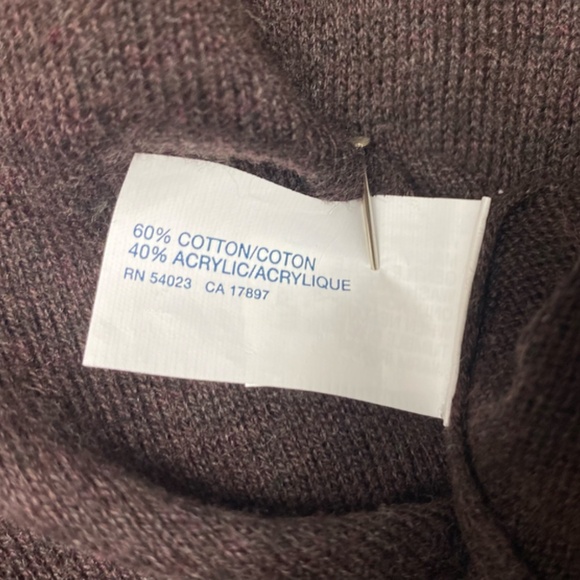 60% COTTON/COTON
40% ACRYLIC/ACRYLIQUE
RN 54023 CA 17897